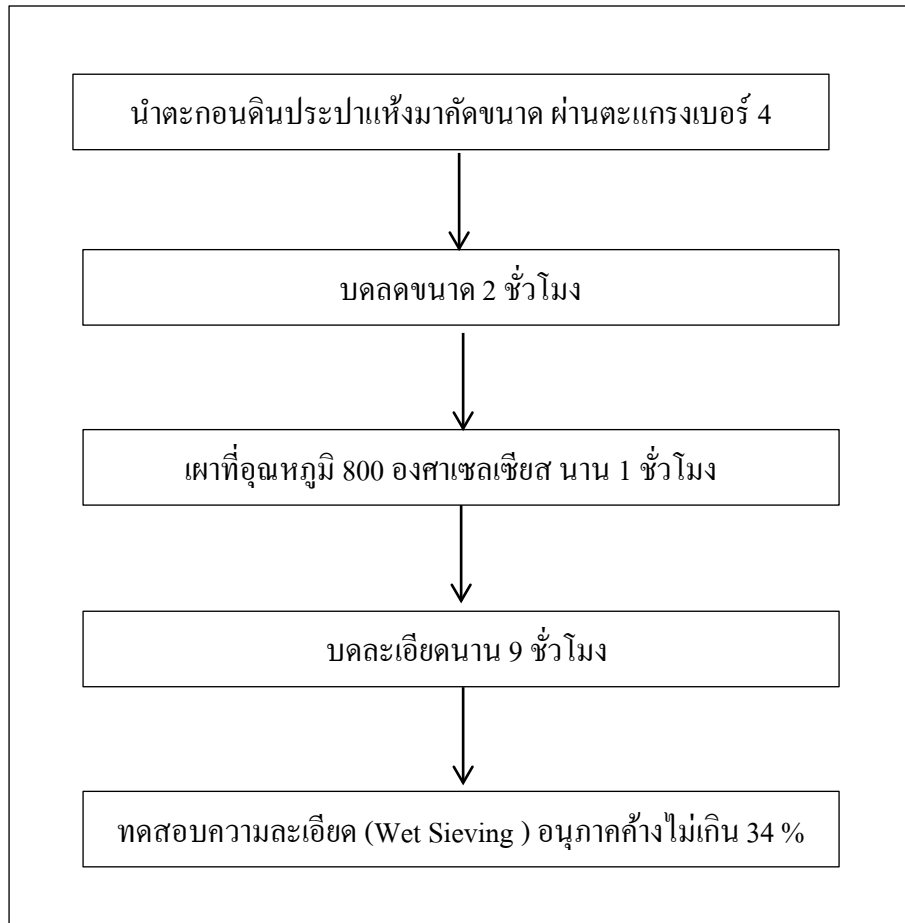 นำตะกอนดินประปาแห้งมาคัดขนาด ผ่านตะแกรงเบอร์ 4
บดลดขนาด 2 ชั่วโมง
เผาที่อุณหภูมิ 800 องศาเซลเซียส นาน 1 ชั่วโมง
บดละเอียดนาน 9 ชั่วโมง
ทดสอบความละเอียด (Wet Sieving ) อนุภาคค้างไม่เกิน 34 %